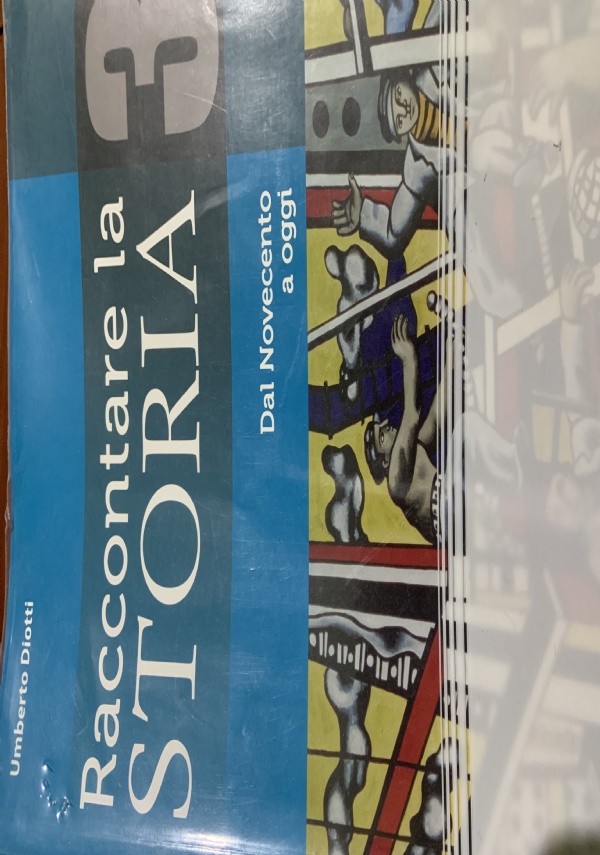 Umberto Diotti
Raccontare la
STORIA
3
Dal Novecento
a oggi